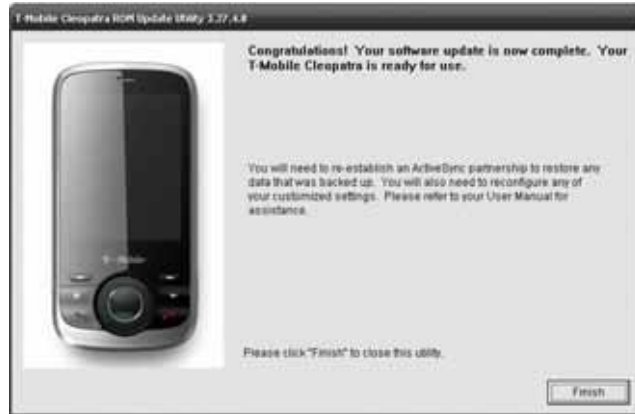 T-Mobile Cleopatra ROM Update Utility 3.27.4.8
Congratulations! Your software update is now complete. Your
T-Mobile Cleopatra is ready for use.
You will need to re-establish an ActiveSync partnership to restore any
data that was backed up. You will also need to reconfigure any of
your customized settings. Please refer to your User Manual for
assistance.
T-Mobile
Please click "Finish" to close this utility.
Finish